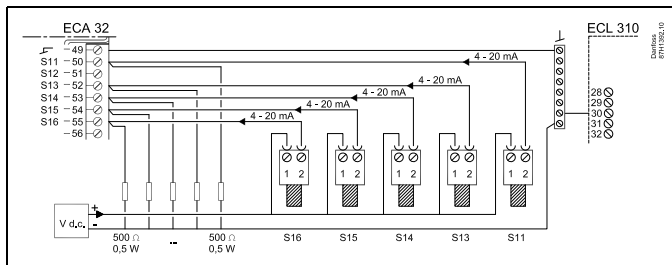 ECA 32
ECL 310
Danfoss
87H1392.10
49
S11 50
S12 51
S13 52
S14 53
S15 54
S16 55
56
4 - 20 mA
4 - 20 mA
4 - 20 mA
4 - 20 mA
4 - 20 mA
28
29
30
31
32
1 2
1 2
1 2
1 2
1 2
+
V d.c.
-
500 Ω
0,5 W
...
500 Ω
0,5 W
S16
S15
S14
S13
S11